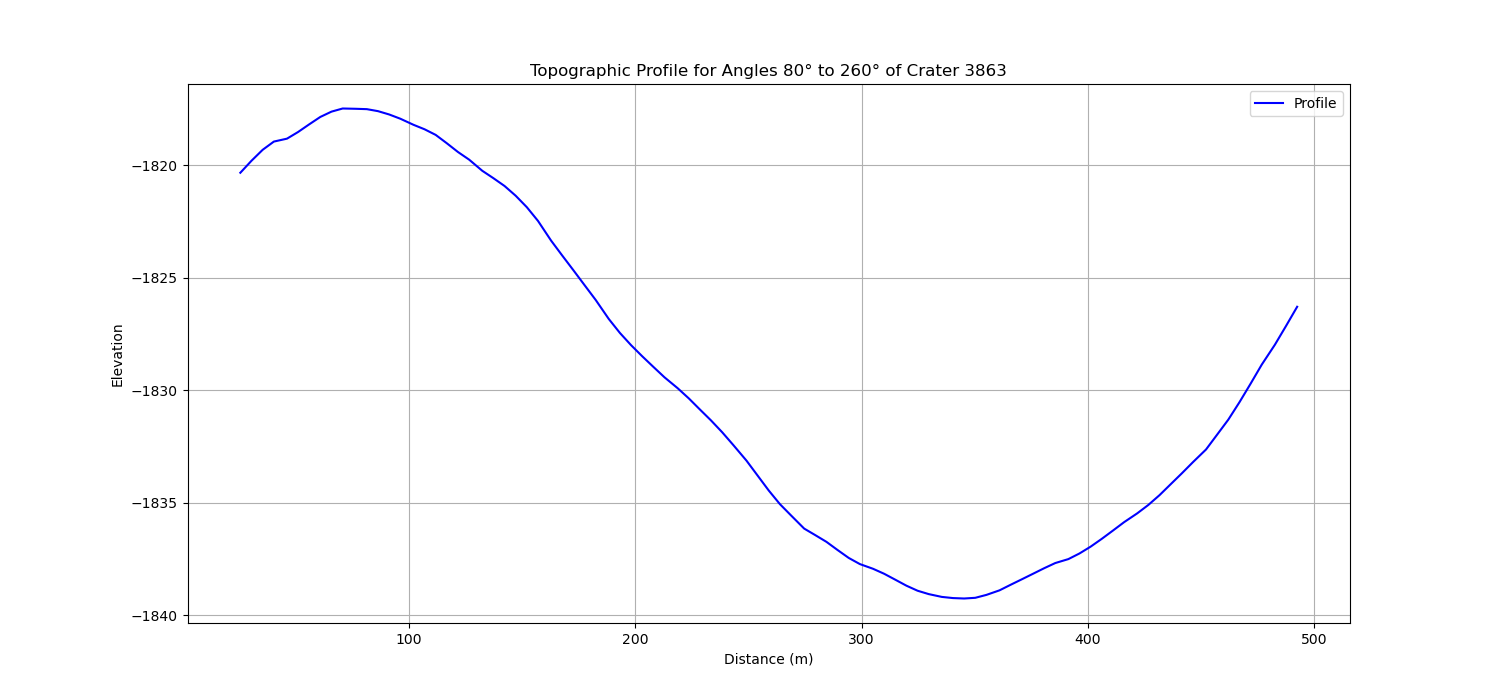 Topographic Profile for Angles 80° to 260° of Crater 3863
Profile
−1820
−1825
−1830
−1835
−1840
Elevation
100
200
300
400
500
Distance (m)